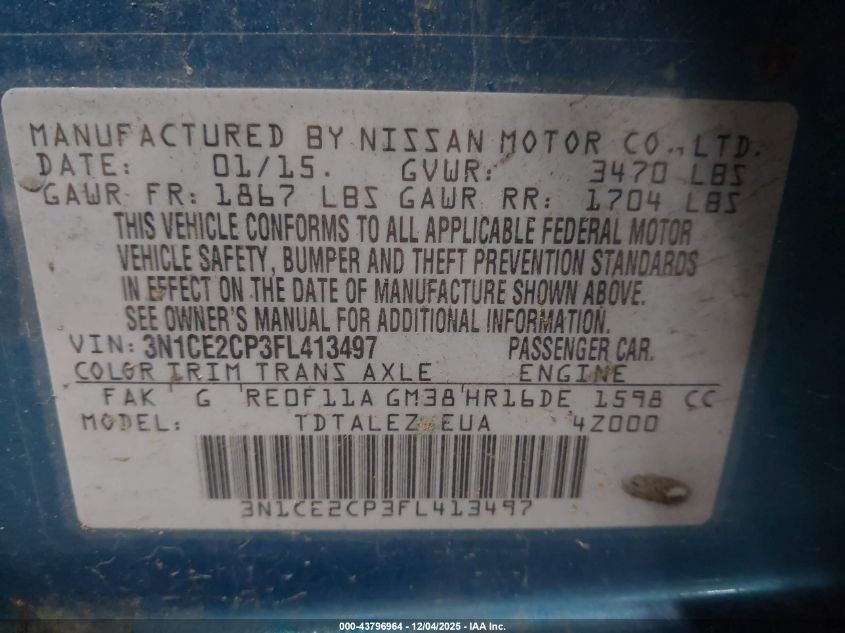 MANUFACTURED BY NISSAN MOTOR CO., LTD.
DATE: 01/15. GVWR: 3470 LBS
GAWR FR: 1867 LBS GAWR RR: 1704 LBS
THIS VEHICLE CONFORMS TO ALL APPLICABLE FEDERAL MOTOR
VEHICLE SAFETY, BUMPER AND THEFT PREVENTION STANDARDS
IN EFFECT ON THE DATE OF MANUFACTURE SHOWN ABOVE.
SEE OWNER'S MANUAL FOR ADDITIONAL INFORMATION.
VIN: 3N1CE2CP3FL413497 PASSENGER CAR.
COLOR TRIM TRANS AXLE ENGINE
FAK G RE0F11A GM38 HR16DE 1598 CC
MODEL: TDTALEZ EUA 4Z000
3N1CE2CP3FL413497
000-43796964 - 12/04/2025 - IAA Inc.